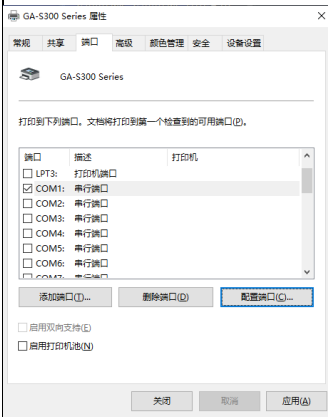 GA-S300 Series 属性
常规 共享 端口 高级 颜色管理 安全 设备设置
GA-S300 Series
打印到下列端口。文档将打印到第一个检查到的可用端口(P)。
端口 描述 打印机
LPT3: 打印机端口
COM1: 串行端口
COM2: 串行端口
COM3: 串行端口
COM4: 串行端口
COM5: 串行端口
COM6: 串行端口
COM7: 串行端口
添加端口(T)... 删除端口(D) 配置端口(C)...
启用双向支持(E)
启用打印机池(N)
关闭 取消 应用(A)